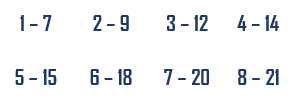 1 – 7 2 – 9 3 – 12 4 – 14
5 – 15 6 – 18 7 – 20 8 – 21